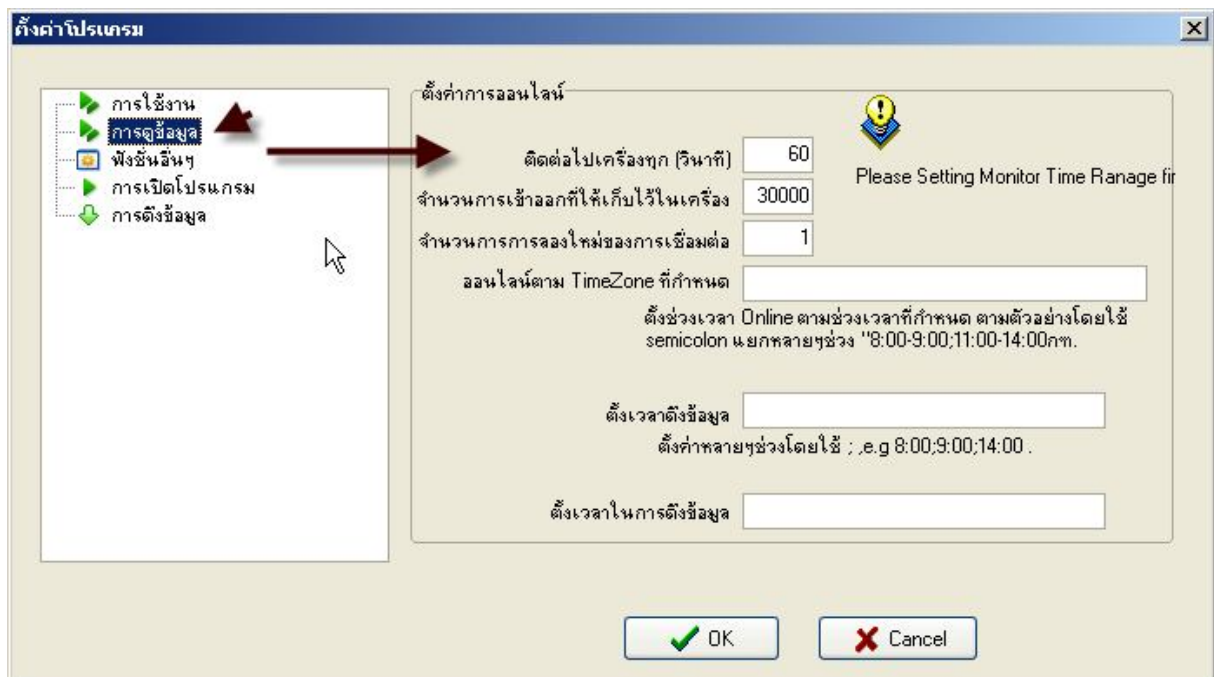 ตั้งค่าโปรแกรม
การใช้งาน
การดูข้อมูล
ฟังชั่นอื่นๆ
การเปิดโปรแกรม
การดึงข้อมูล
ตั้งค่าการออนไลน์
ติดต่อไปเครื่องทุก (วินาที)
60
Please Setting Monitor Time Ranage fir
จำนวนการเข้าออกที่ให้เก็บไว้ในเครื่อง
30000
จำนวนการการลองใหม่ของการเชื่อมต่อ
1
ออนไลน์ตาม TimeZone ที่กำหนด
ตั้งช่วงเวลา Online ตามช่วงเวลาที่กำหนด ตามตัวอย่างโดยใช้
semicolon แยกหลายๆช่วง "8:00-9:00;11:00-14:00กฑ.
ตั้งเวลาดึงข้อมูล
ตั้งค่าหลายๆช่วงโดยใช้ ; ,e.g 8:00;9:00;14:00 .
ตั้งเวลาในการดึงข้อมูล
OK
Cancel